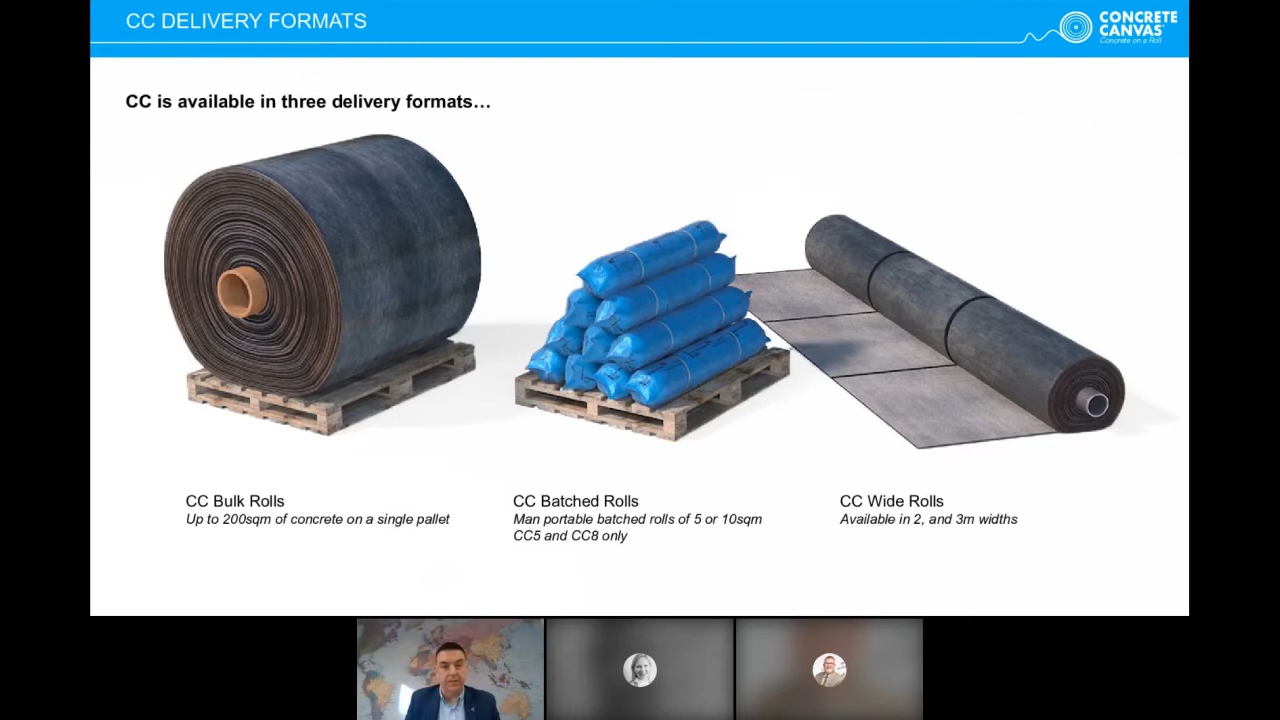 CC DELIVERY FORMATS
CONCRETE
CANVAS
Concrete on a Roll
CC is available in three delivery formats…
CC Bulk Rolls
Up to 200sqm of concrete on a single pallet
CC Batched Rolls
Man portable batched rolls of 5 or 10sqm
CC5 and CC8 only
CC Wide Rolls
Available in 2, and 3m widths